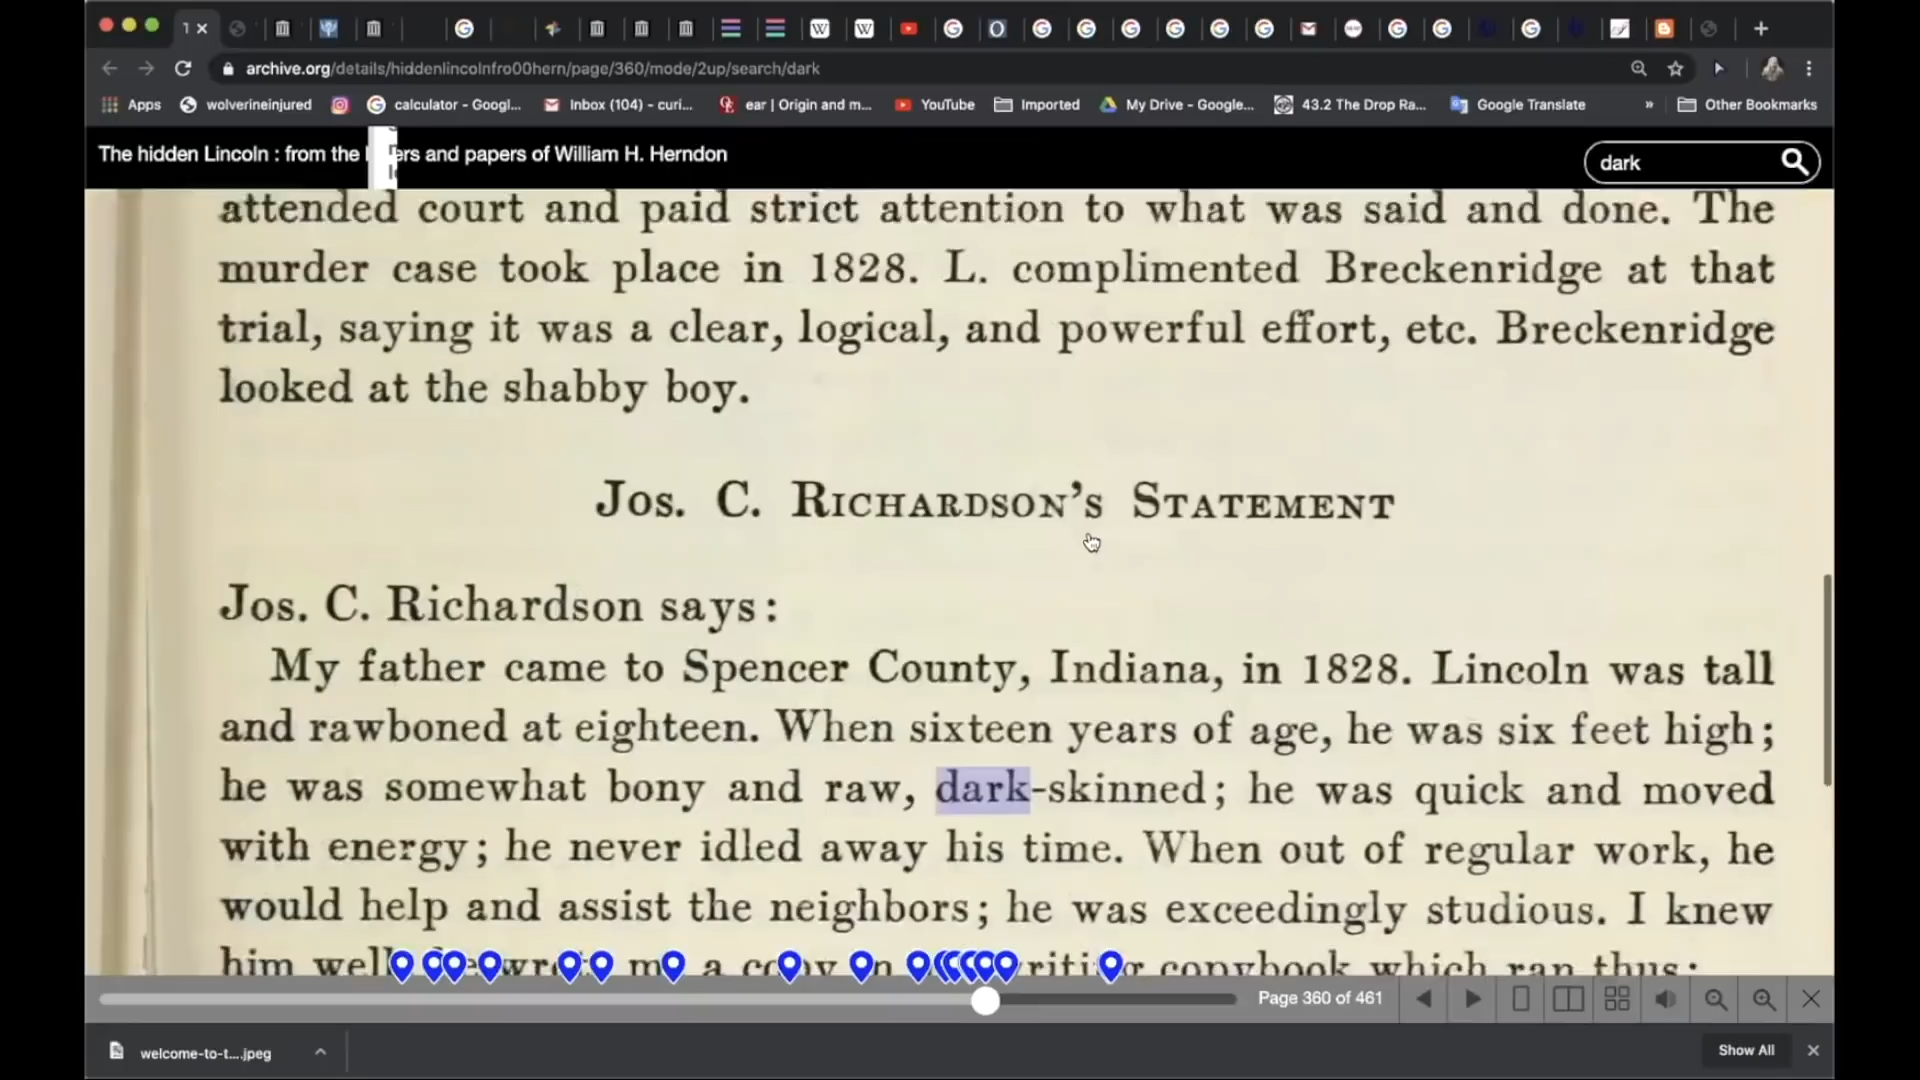 1
archive.org/details/hiddenlincolnfro00hern/page/360/mode/2up/search/dark
Apps wolverineinjured calculator - Googl... Inbox (104) - curi... ear | Origin and m... YouTube Imported My Drive - Google... 43.2 The Drop Ra... Google Translate » Other Bookmarks
The hidden Lincoln : from the ers and papers of William H. Herndon
dark
attended court and paid strict attention to what was said and done. The
murder case took place in 1828. L. complimented Breckenridge at that
trial, saying it was a clear, logical, and powerful effort, etc. Breckenridge
looked at the shabby boy.
Jos. C. Richardson's Statement
Jos. C. Richardson says:
My father came to Spencer County, Indiana, in 1828. Lincoln was tall
and rawboned at eighteen. When sixteen years of age, he was six feet high;
he was somewhat bony and raw, dark-skinned; he was quick and moved
with energy; he never idled away his time. When out of regular work, he
would help and assist the neighbors; he was exceedingly studious. I knew
him well copybook which ran thus:
Page 360 of 461
welcome-to-t....jpeg
Show All